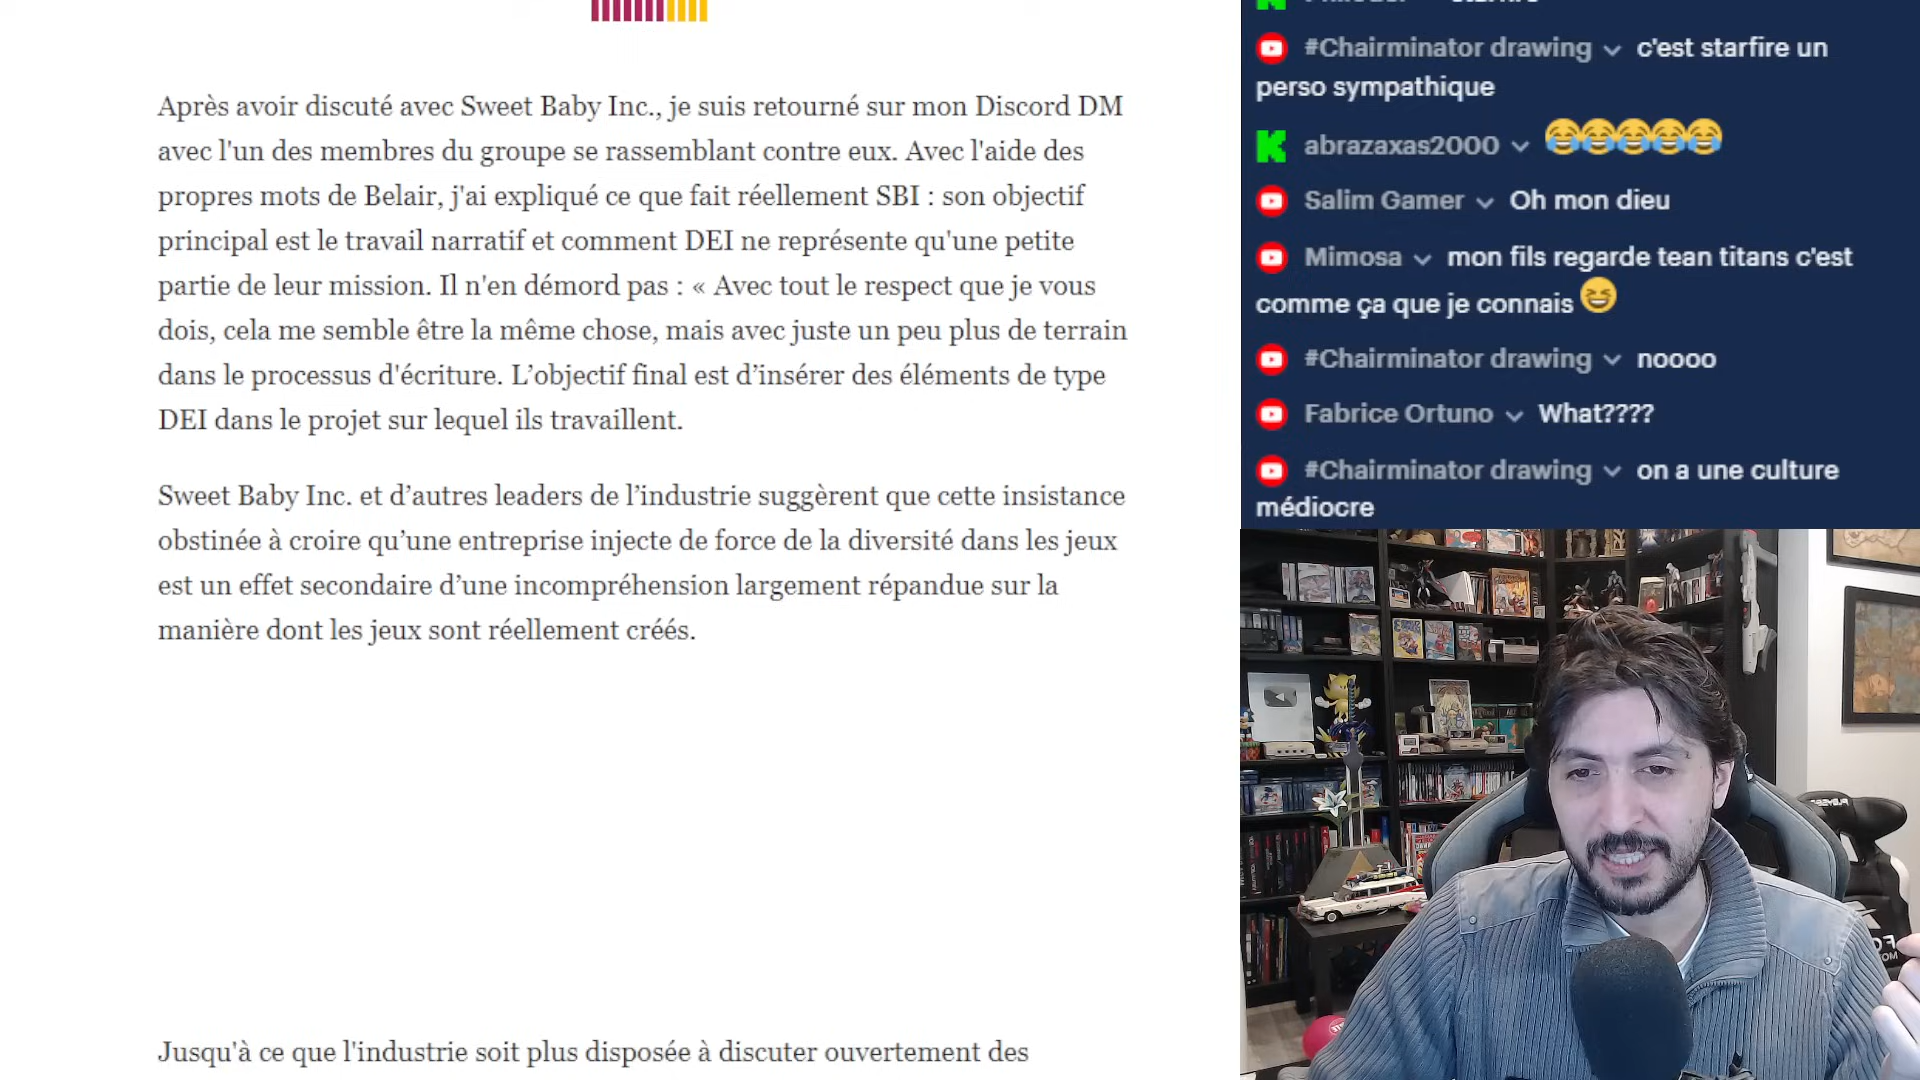 Après avoir discuté avec Sweet Baby Inc., je suis retourné sur mon Discord DM
avec l'un des membres du groupe se rassemblant contre eux. Avec l'aide des
propres mots de Belair, j'ai expliqué ce que fait réellement SBI : son objectif
principal est le travail narratif et comment DEI ne représente qu'une petite
partie de leur mission. Il n'en démord pas : « Avec tout le respect que je vous
dois, cela me semble être la même chose, mais avec juste un peu plus de terrain
dans le processus d'écriture. L’objectif final est d’insérer des éléments de type
DEI dans le projet sur lequel ils travaillent.
Sweet Baby Inc. et d’autres leaders de l’industrie suggèrent que cette insistance
obstinée à croire qu’une entreprise injecte de force de la diversité dans les jeux
est un effet secondaire d’une incompréhension largement répandue sur la
manière dont les jeux sont réellement créés.
Jusqu'à ce que l'industrie soit plus disposée à discuter ouvertement des
#Chairminator drawing c'est starfire un
perso sympathique
abrazaxas2000 😂😂😂😂😂
Salim Gamer Oh mon dieu
Mimosa mon fils regarde tean titans c'est
comme ça que je connais 😆
#Chairminator drawing noooo
Fabrice Ortuno What????
#Chairminator drawing on a une culture
médiocre